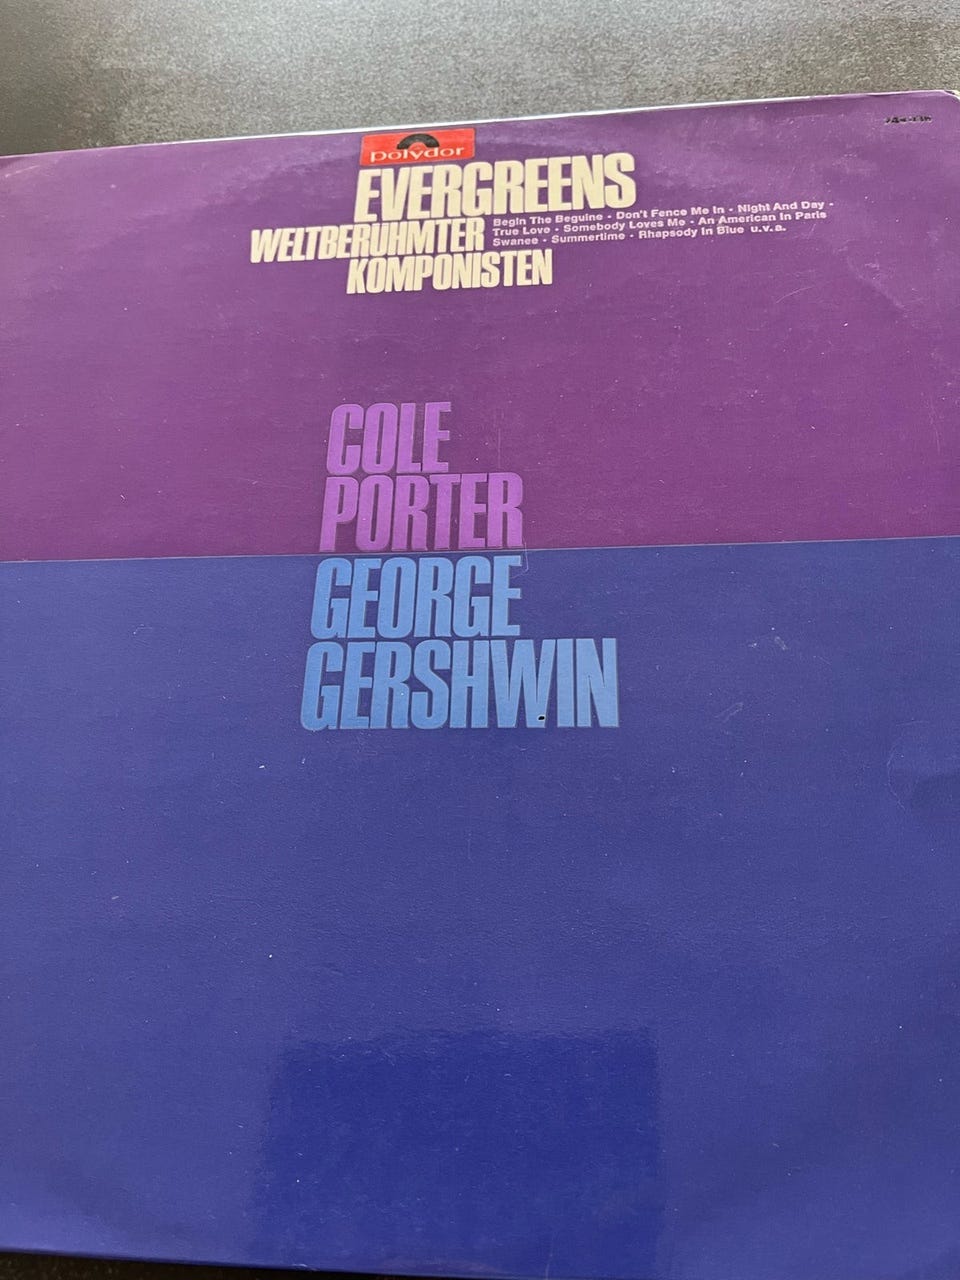 polydor
EVERGREENS
WELTBERÜHMTER
KOMPONISTEN
Begin The Beguine • Don't Fence Me In • Night And Day •
True Love • Somebody Loves Me • An American In Paris
Swanee • Summertime • Rhapsody In Blue u.v.a.
COLE
PORTER
GEORGE
GERSHWIN